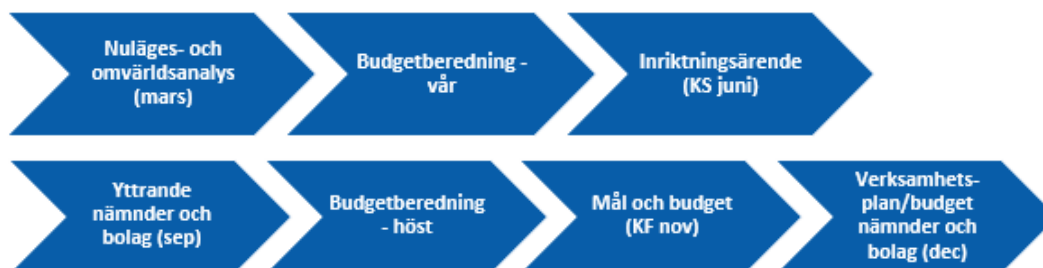 Nuläges- och
omvärldsanalys
(mars)
Budgetberedning -
vår
Inriktningsärende
(KS juni)
Yttrande
nämnder och
bolag (sep)
Budgetberedning
- höst
Mål och budget
(KF nov)
Verksamhets-
plan/budget
nämnder och
bolag (dec)